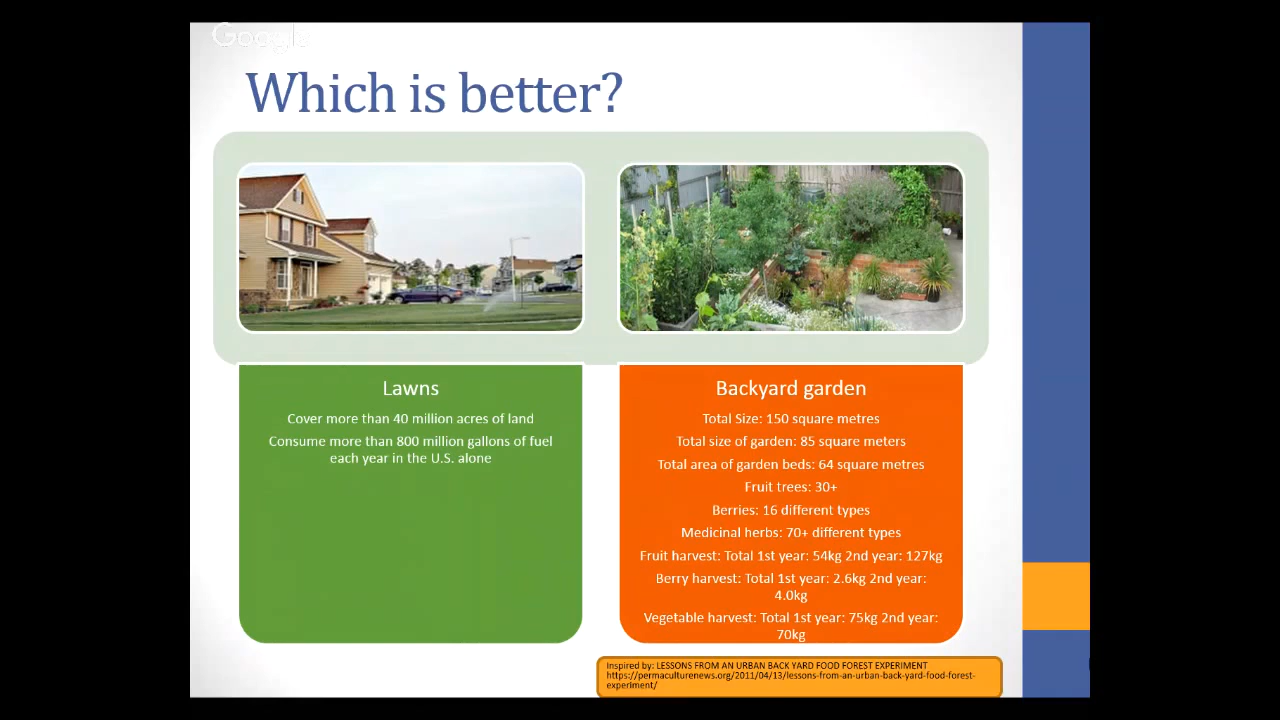 Google
Which is better?
Lawns
Cover more than 40 million acres of land
Consume more than 800 million gallons of fuel
each year in the U.S. alone
Backyard garden
Total Size: 150 square metres
Total size of garden: 85 square meters
Total area of garden beds: 64 square metres
Fruit trees: 30+
Berries: 16 different types
Medicinal herbs: 70+ different types
Fruit harvest: Total 1st year: 54kg 2nd year: 127kg
Berry harvest: Total 1st year: 2.6kg 2nd year:
4.0kg
Vegetable harvest: Total 1st year: 75kg 2nd year:
70kg
Inspired by: LESSONS FROM AN URBAN BACK YARD FOOD FOREST EXPERIMENT
https://permaculturenews.org/2011/04/13/lessons-from-an-urban-back-yard-food-forest-
experiment/